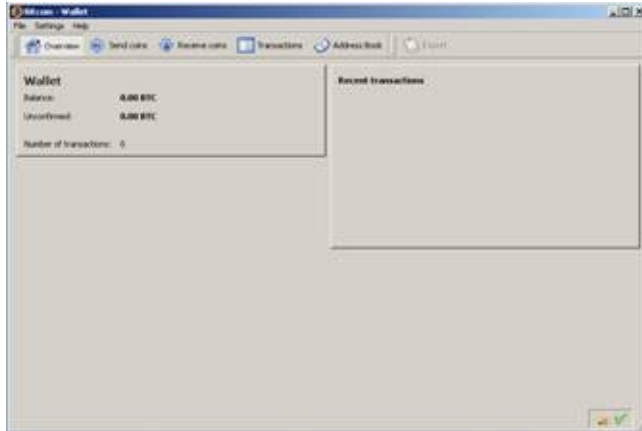 Bitcoin - Wallet
File Settings Help
Overview Send coins Receive coins Transactions Address Book Export
Wallet
Balance: 0.00 BTC
Unconfirmed: 0.00 BTC
Number of transactions: 0
Recent transactions